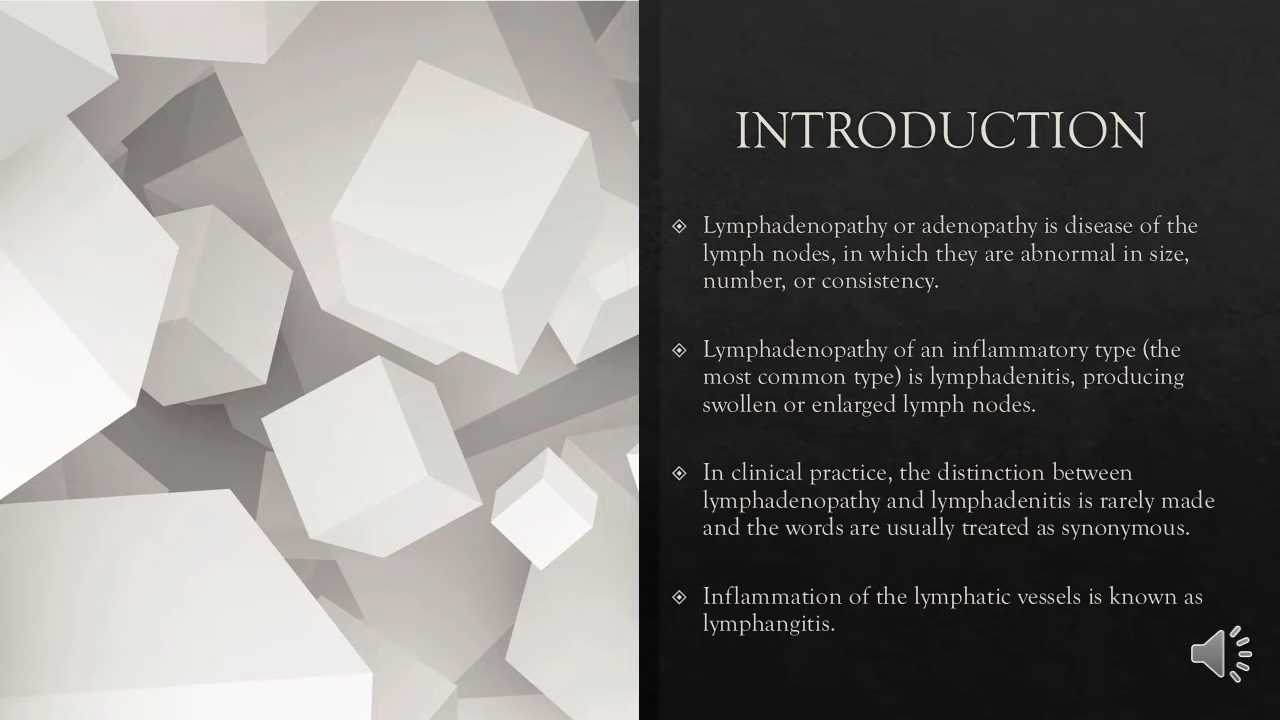 INTRODUCTION
Lymphadenopathy or adenopathy is disease of the
lymph nodes, in which they are abnormal in size,
number, or consistency.
Lymphadenopathy of an inflammatory type (the
most common type) is lymphadenitis, producing
swollen or enlarged lymph nodes.
In clinical practice, the distinction between
lymphadenopathy and lymphadenitis is rarely made
and the words are usually treated as synonymous.
Inflammation of the lymphatic vessels is known as
lymphangitis.